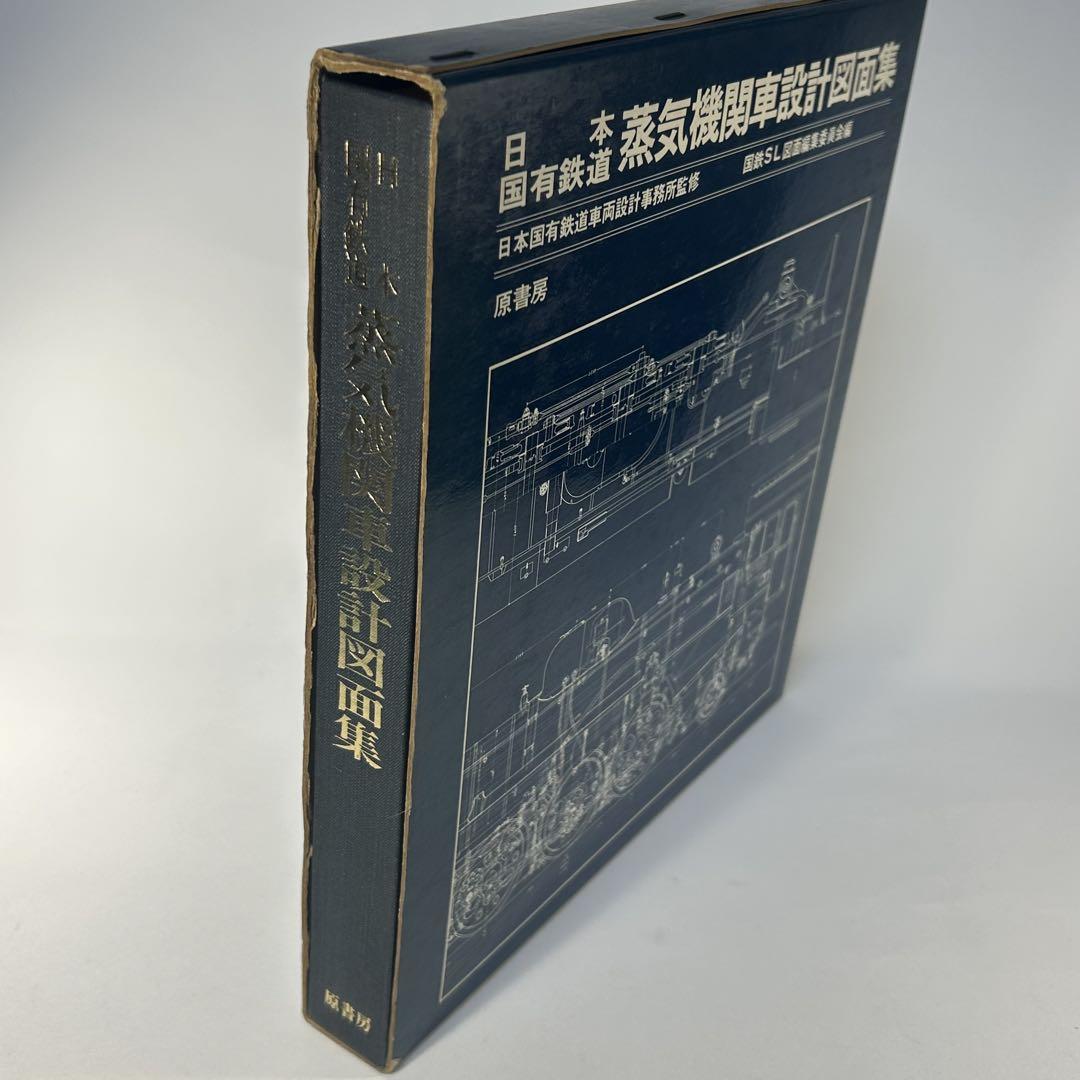 日本
国有鉄道
蒸気機関車設計図面集
日本国有鉄道車両設計事務所監修
国鉄SL図面編集委員会編
原書房
日本
国有鉄道
蒸気機関車設計図面集
原書房